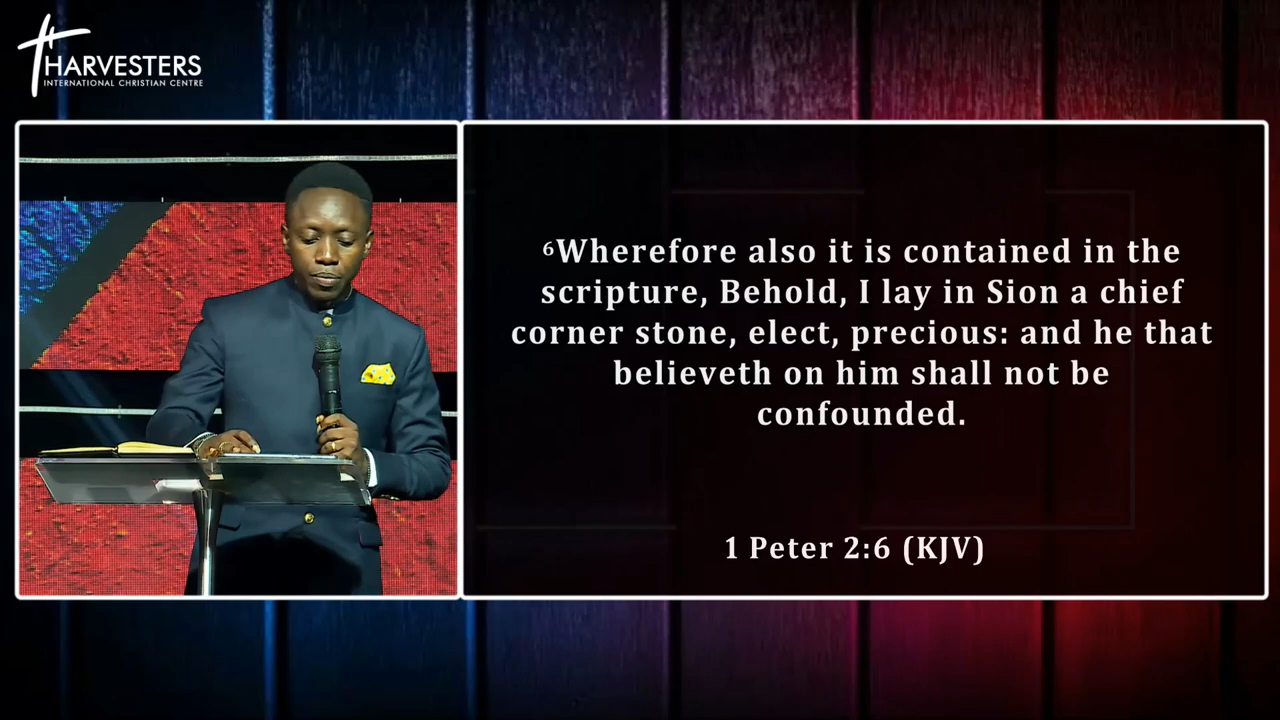 HARVESTERS
INTERNATIONAL CHRISTIAN CENTRE
⁶Wherefore also it is contained in the
scripture, Behold, I lay in Sion a chief
corner stone, elect, precious: and he that
believeth on him shall not be
confounded.
1 Peter 2:6 (KJV)